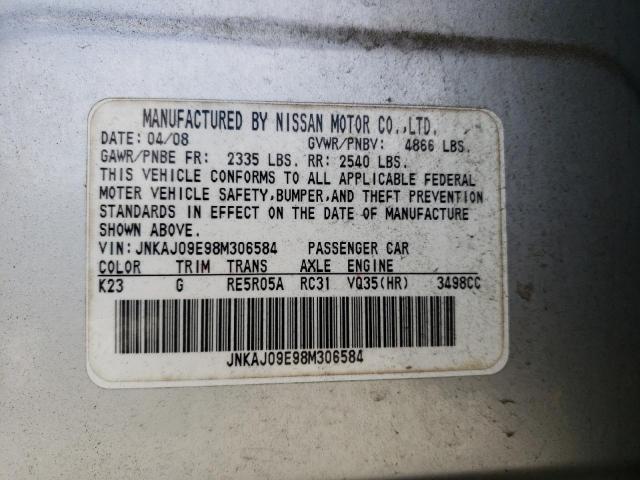 MANUFACTURED BY NISSAN MOTOR CO.,LTD.
DATE: 04/08 GVWR/PNBV: 4866 LBS.
GAWR/PNBE FR: 2335 LBS. RR: 2540 LBS.
THIS VEHICLE CONFORMS TO ALL APPLICABLE FEDERAL
MOTER VEHICLE SAFETY,BUMPER,AND THEFT PREVENTION
STANDARDS IN EFFECT ON THE DATE OF MANUFACTURE
SHOWN ABOVE.
VIN: JNKAJ09E98M306584 PASSENGER CAR
COLOR TRIM TRANS AXLE ENGINE
K23 G RE5R05A RC31 VQ35(HR) 3498CC
JNKAJ09E98M306584